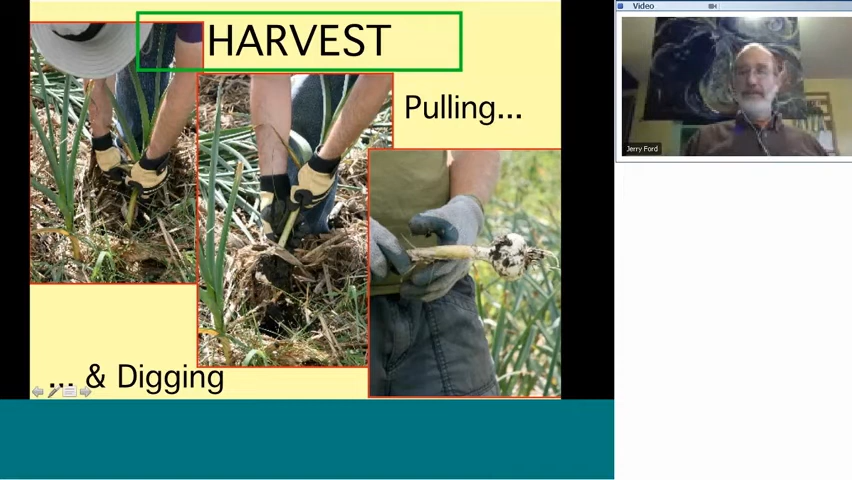 Video
HARVEST
Pulling...
Jerry Ford
... & Digging